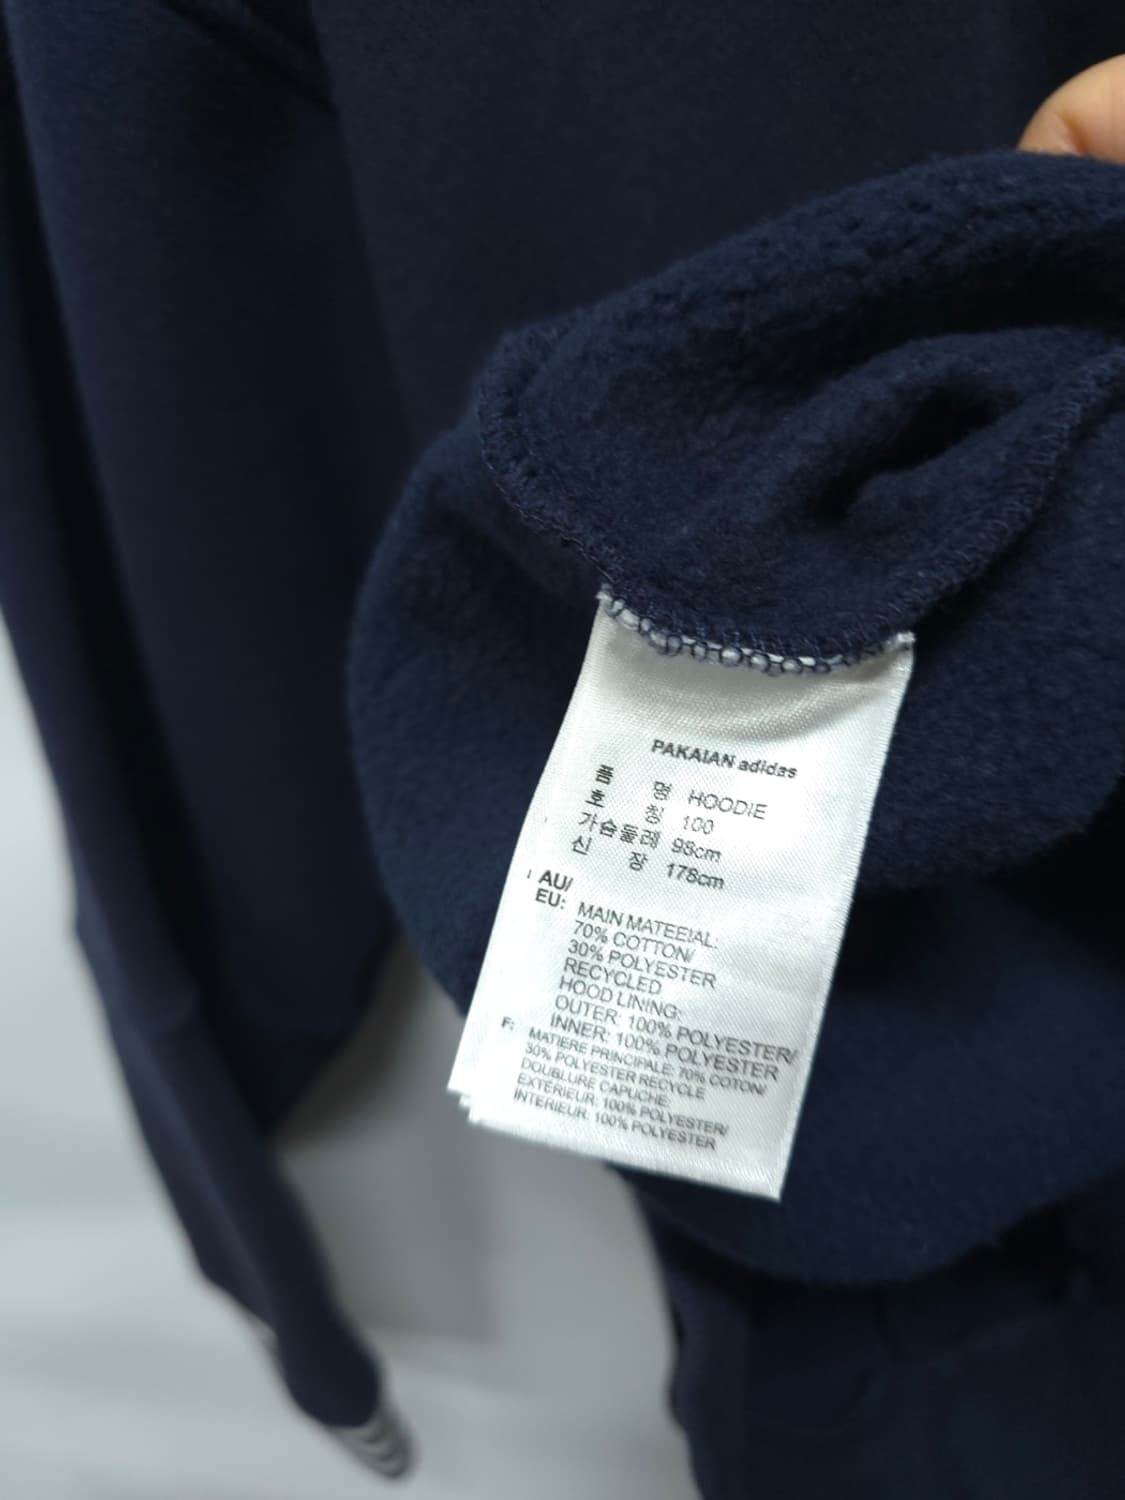 PAKAIAN adidas
품 명 HOODIE
호 칭 100
가슴둘레 98cm
신 장 178cm
AU/
EU: MAIN MATEEIAL:
70% COTTON/
30% POLYESTER
RECYCLED
HOOD LINING:
OUTER: 100% POLYESTER/
INNER: 100% POLYESTER
F: MATIERE PRINCIPALE: 70% COTON/
30% POLYESTER RECYCLE
DOUBLURE CAPUCHE:
EXTERIEUR: 100% POLYESTER/
INTERIEUR: 100% POLYESTER